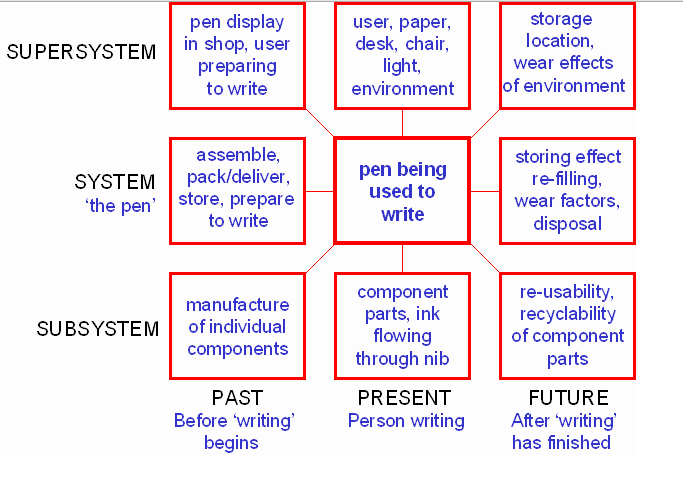 SUPERSYSTEM
pen display
in shop, user
preparing
to write
user, paper,
desk, chair,
light,
environment
storage
location,
wear effects
of environment
SYSTEM
‘the pen’
assemble,
pack/deliver,
store, prepare
to write
pen being
used to
write
storing effect
re-filling,
wear factors,
disposal
SUBSYSTEM
manufacture
of individual
components
component
parts, ink
flowing
through nib
re-usability,
recyclability
of component
parts
PAST
Before ‘writing’
begins
PRESENT
Person writing
FUTURE
After ‘writing’
has finished